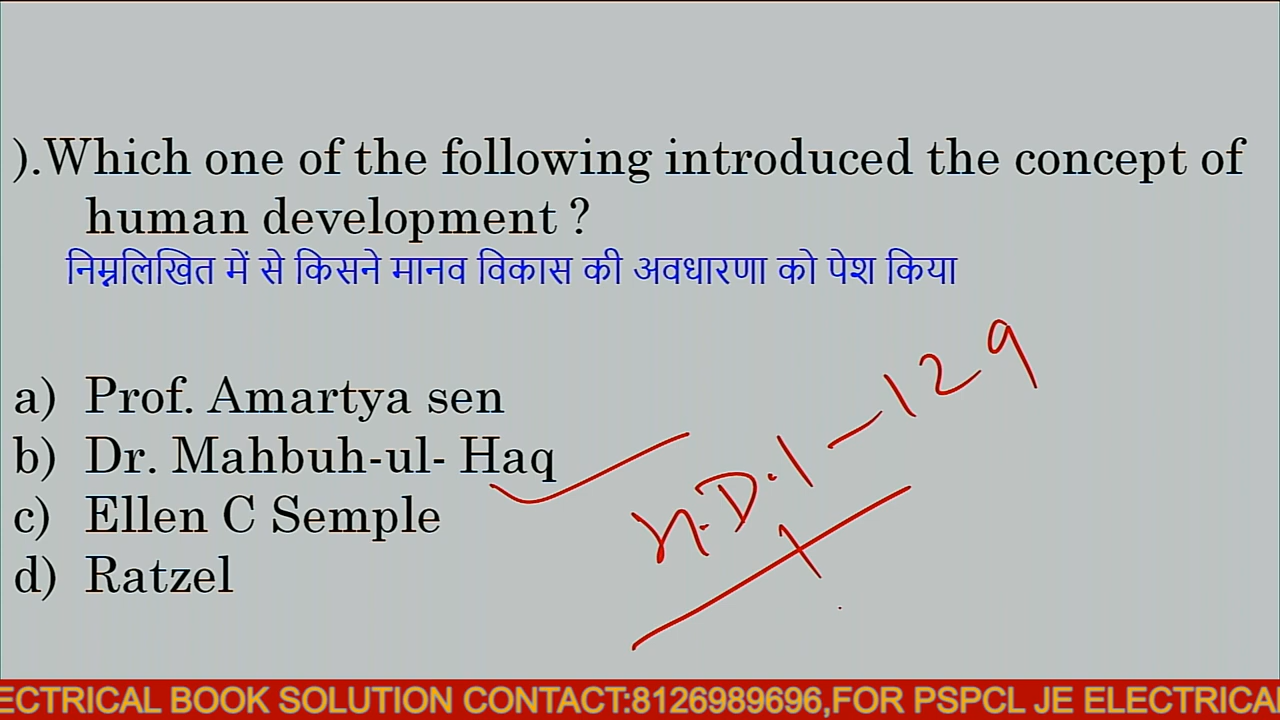 ).Which one of the following introduced the concept of
human development ?
निम्नलिखित में से किसने मानव विकास की अवधारणा को पेश किया
a) Prof. Amartya sen
b) Dr. Mahbuh-ul- Haq
c) Ellen C Semple
d) Ratzel
H.D.I - 129
ECTRICAL BOOK SOLUTION CONTACT:8126989696,FOR PSPCL JE ELECTRICAL